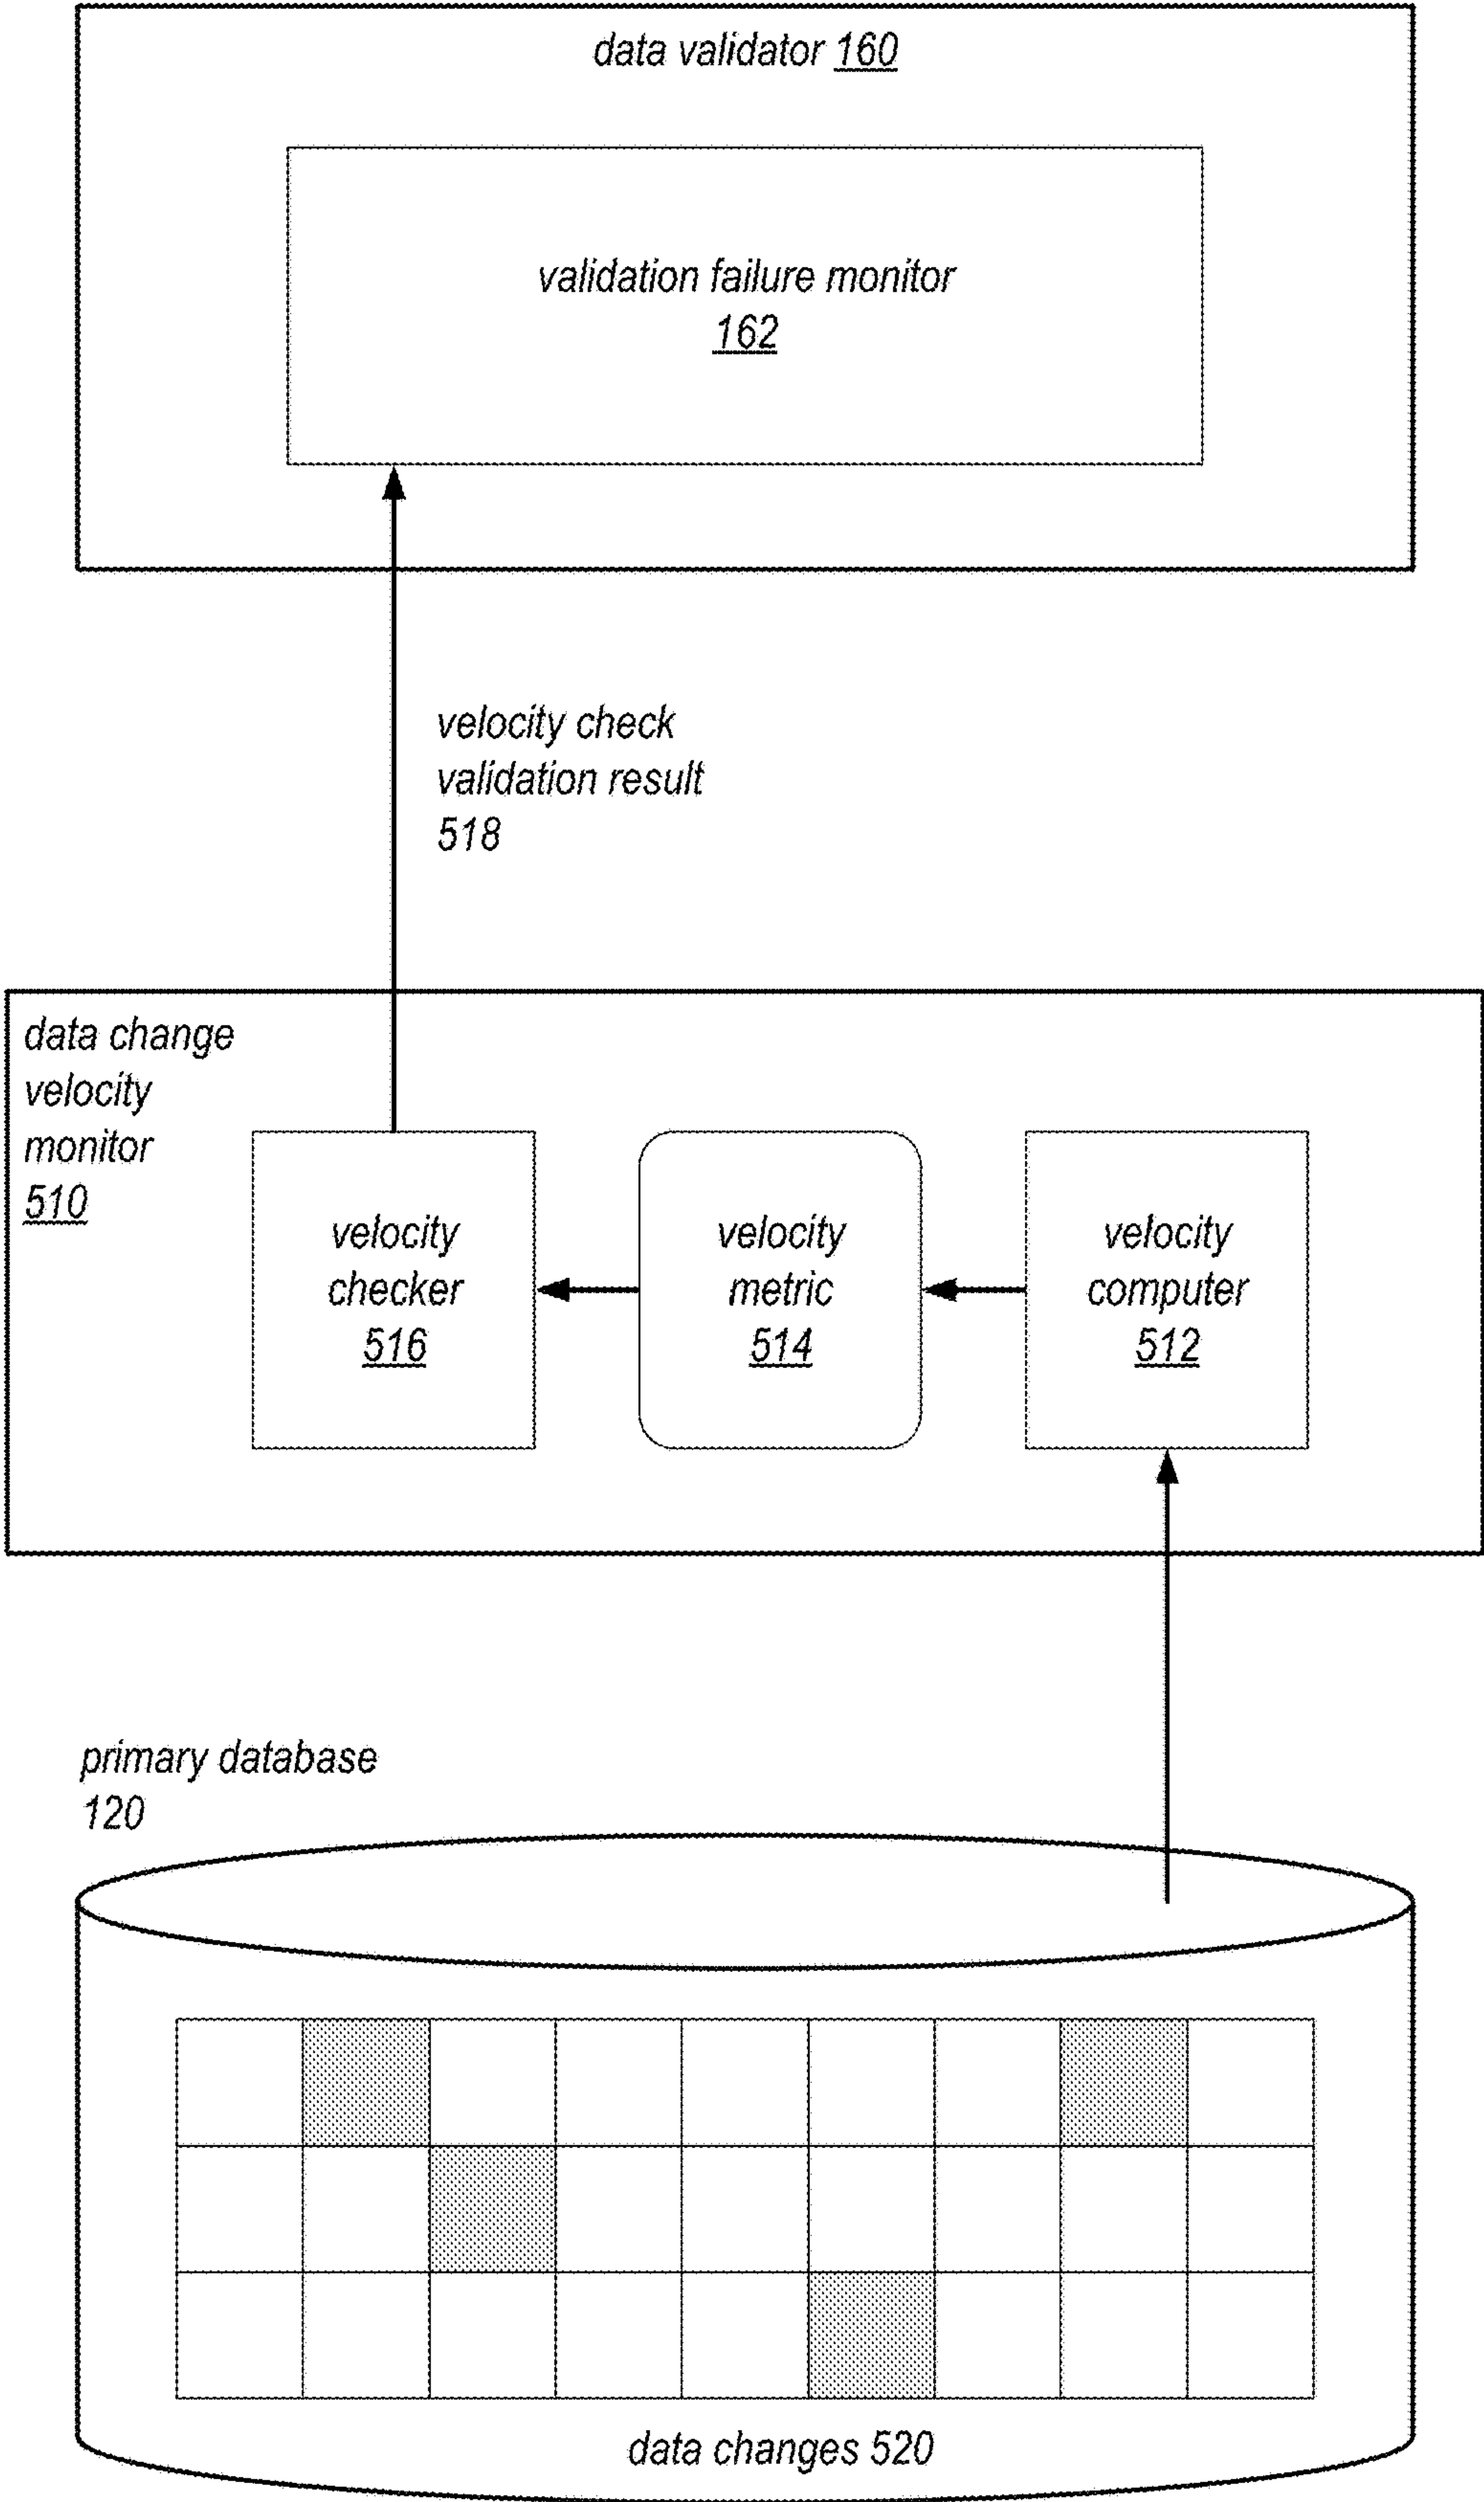 data validator 160
validation failure monitor
162
velocity check
validation result
518
data change
velocity
monitor
510
velocity
checker
516
velocity
metric
514
velocity
computer
512
primary database
120
data changes 520